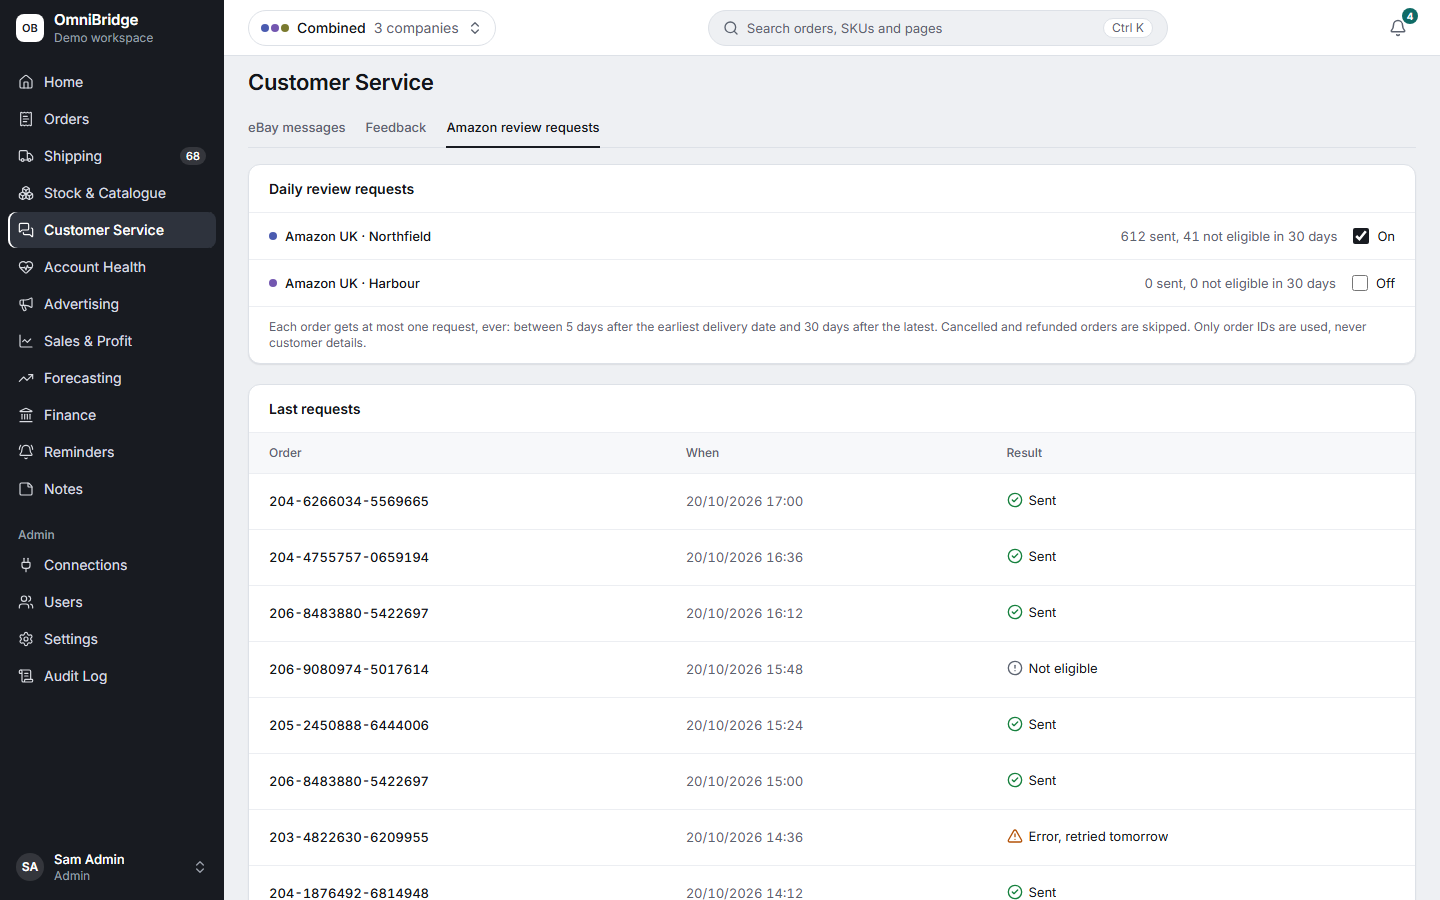 OB
OmniBridge
Demo workspace
Home
Orders
Shipping 68
Stock & Catalogue
Customer Service
Account Health
Advertising
Sales & Profit
Forecasting
Finance
Reminders
Notes
Admin
Connections
Users
Settings
Audit Log
SA
Sam Admin
Admin
Combined 3 companies
Search orders, SKUs and pages Ctrl K
4
Customer Service
eBay messages Feedback Amazon review requests
Daily review requests
Amazon UK · Northfield 612 sent, 41 not eligible in 30 days On
Amazon UK · Harbour 0 sent, 0 not eligible in 30 days Off
Each order gets at most one request, ever: between 5 days after the earliest delivery date and 30 days after the latest. Cancelled and refunded orders are skipped. Only order IDs are used, never
customer details.
Last requests
Order When Result
204-6266034-5569665 20/10/2026 17:00 Sent
204-4755757-0659194 20/10/2026 16:36 Sent
206-8483880-5422697 20/10/2026 16:12 Sent
206-9080974-5017614 20/10/2026 15:48 Not eligible
205-2450888-6444006 20/10/2026 15:24 Sent
206-8483880-5422697 20/10/2026 15:00 Sent
203-4822630-6209955 20/10/2026 14:36 Error, retried tomorrow
204-1876492-6814948 20/10/2026 14:12 Sent